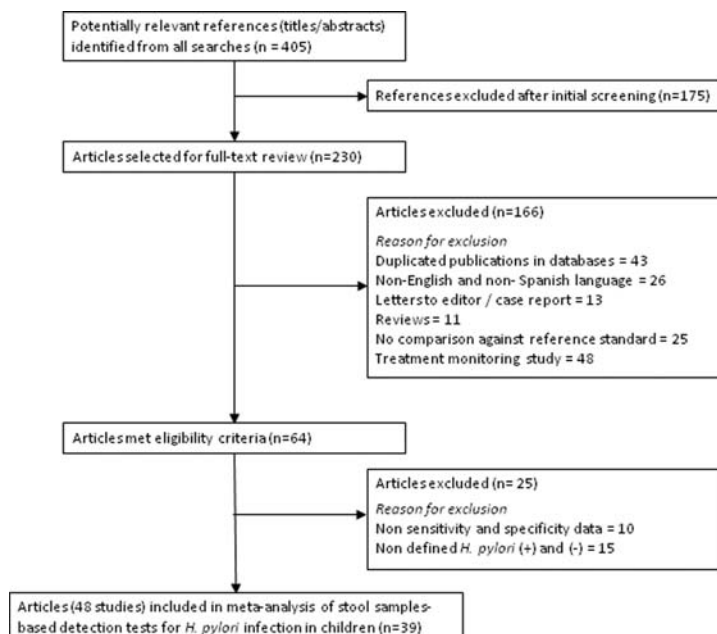 Potentially relevant references (titles/abstracts)
identified from all searches (n = 405)
References excluded after initial screening (n=175)
Articles selected for full-text review (n=230)
Articles excluded (n=166)
Reason for exclusion
Duplicated publications in databases = 43
Non-English and non- Spanish language = 26
Letters to editor / case report = 13
Reviews = 11
No comparison against reference standard = 25
Treatment monitoring study = 48
Articles met eligibility criteria (n=64)
Articles excluded (n= 25)
Reason for exclusion
Non sensitivity and specificity data = 10
Non defined H. pylori (+) and (-) = 15
Articles (48 studies) included in meta-analysis of stool samples-
based detection tests for H. pylori infection in children (n=39)